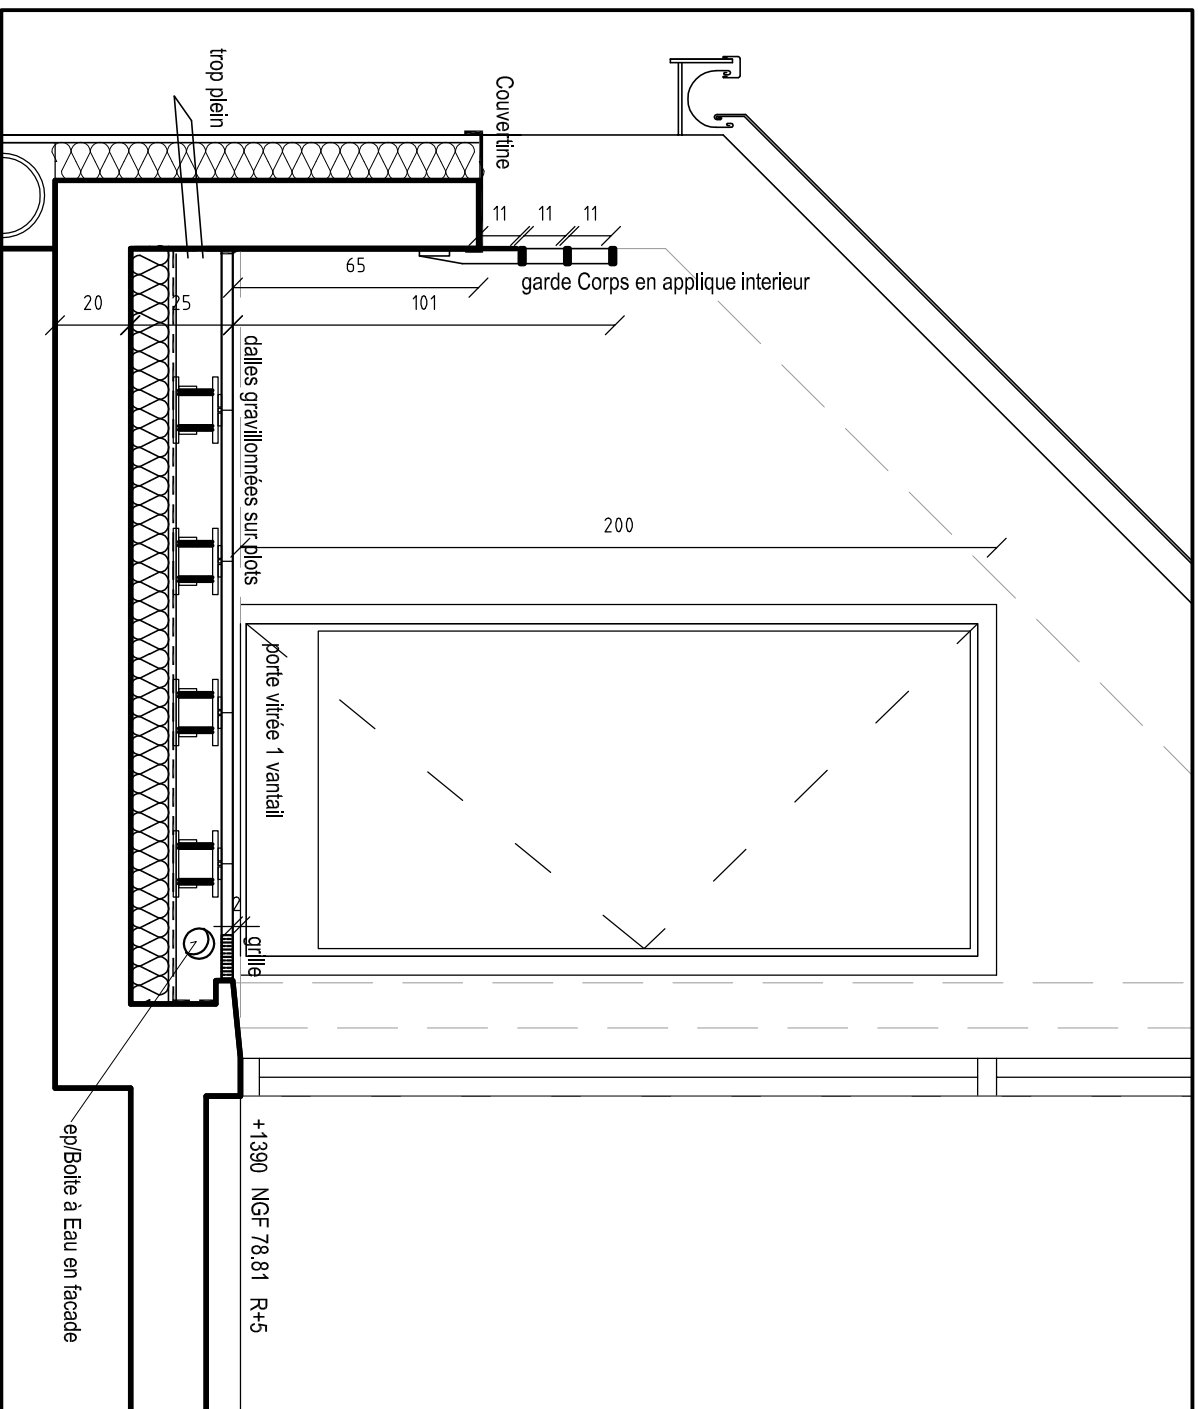 trop plein
Couvertine
11
11
11
garde Corps en applique interieur
65
20
25
101
dalles gravillonnées sur plots
200
porte vitrée 1 vantail
2
grille
ep/Boite à Eau en facade
+1390 NGF 78.81 R+5